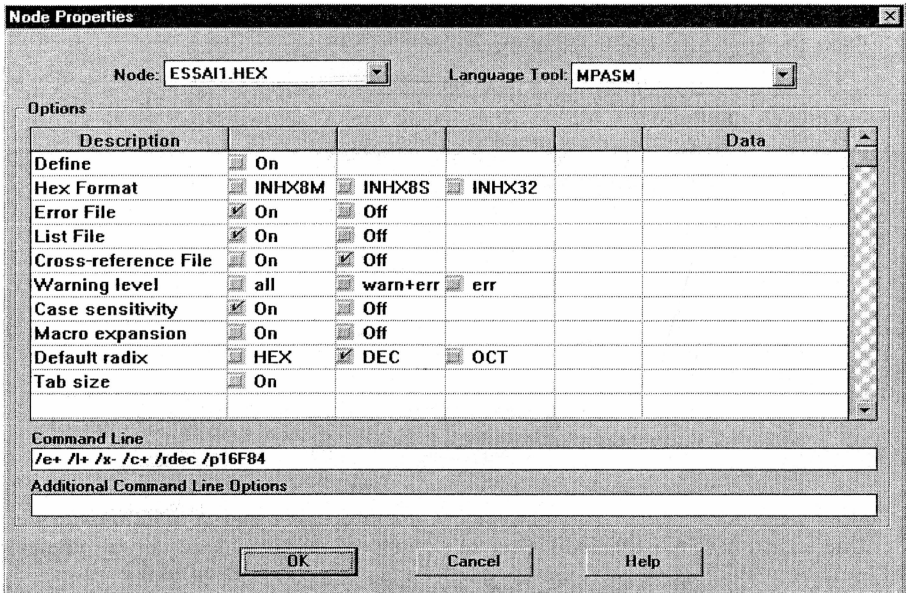 Node Properties
Node: ESSAI1.HEX Language Tool: MPASM
Options
Description Data
Define On
Hex Format INHX8M INHX8S INHX32
Error File On Off
List File On Off
Cross-reference File On Off
Warning level all warn+err err
Case sensitivity On Off
Macro expansion On Off
Default radix HEX DEC OCT
Tab size On
Command Line
/e+ /l+ /x- /c+ /rdec /p16F84
Additional Command Line Options
OK Cancel Help